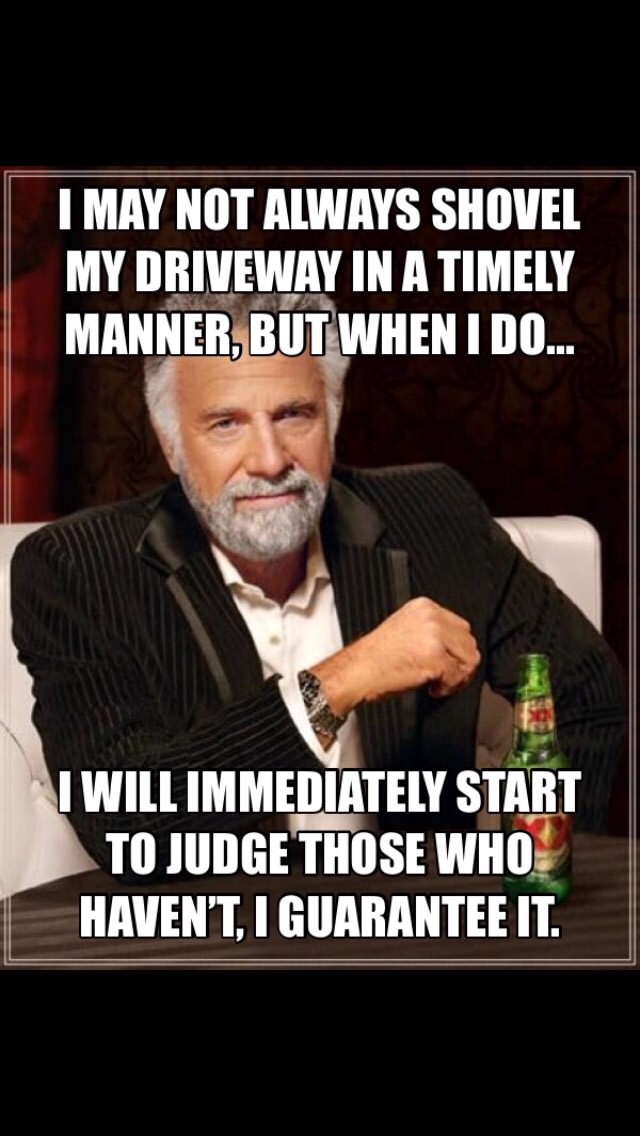 I MAY NOT ALWAYS SHOVEL
MY DRIVEWAY IN A TIMELY
MANNER, BUT WHEN I DO...
XX
I WILL IMMEDIATELY START
TO JUDGE THOSE WHO
HAVEN'T, I GUARANTEE IT.